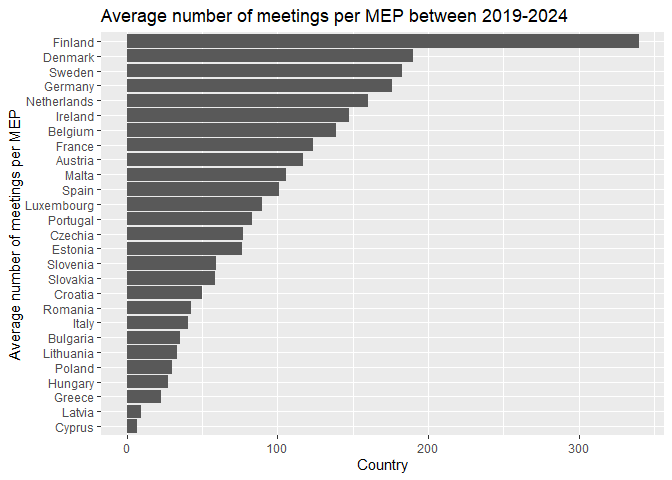 Average number of meetings per MEP between 2019-2024
Average number of meetings per MEP
Finland
Denmark
Sweden
Germany
Netherlands
Ireland
Belgium
France
Austria
Malta
Spain
Luxembourg
Portugal
Czechia
Estonia
Slovenia
Slovakia
Croatia
Romania
Italy
Bulgaria
Lithuania
Poland
Hungary
Greece
Latvia
Cyprus
0 100 200 300
Country